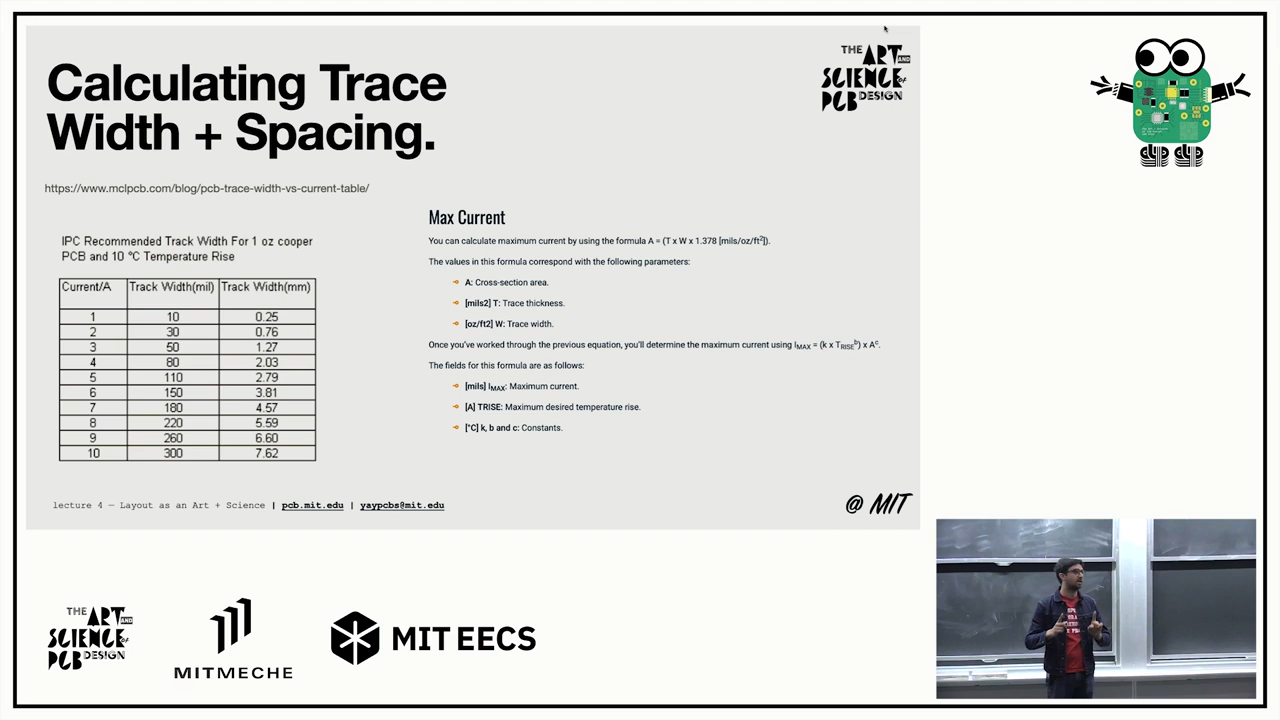 Calculating Trace
Width + Spacing.
THE ART AND
SCIENCE of
PCB DESIGN
https://www.mclpcb.com/blog/pcb-trace-width-vs-current-table/
IPC Recommended Track Width For 1 oz cooper
PCB and 10 °C Temperature Rise
Current/A Track Width(mil) Track Width(mm)
1 10 0.25
2 30 0.76
3 50 1.27
4 80 2.03
5 110 2.79
6 150 3.81
7 180 4.57
8 220 5.59
9 260 6.60
10 300 7.62
Max Current
You can calculate maximum current by using the formula A = (T x W x 1.378 [mils/oz/ft²]).
The values in this formula correspond with the following parameters:
A: Cross-section area.
[mils2] T: Trace thickness.
[oz/ft2] W: Trace width.
Once you've worked through the previous equation, you'll determine the maximum current using IMAX = (k x TRISEᵇ) x Aᶜ.
The fields for this formula are as follows:
[mils] IMAX: Maximum current.
[A] TRISE: Maximum desired temperature rise.
[°C] k, b and c: Constants.
lecture 4 — Layout as an Art + Science | pcb.mit.edu | yaypcbs@mit.edu
@ MIT
THE ART AND
SCIENCE of
PCB DESIGN
MITMECHE
MIT EECS